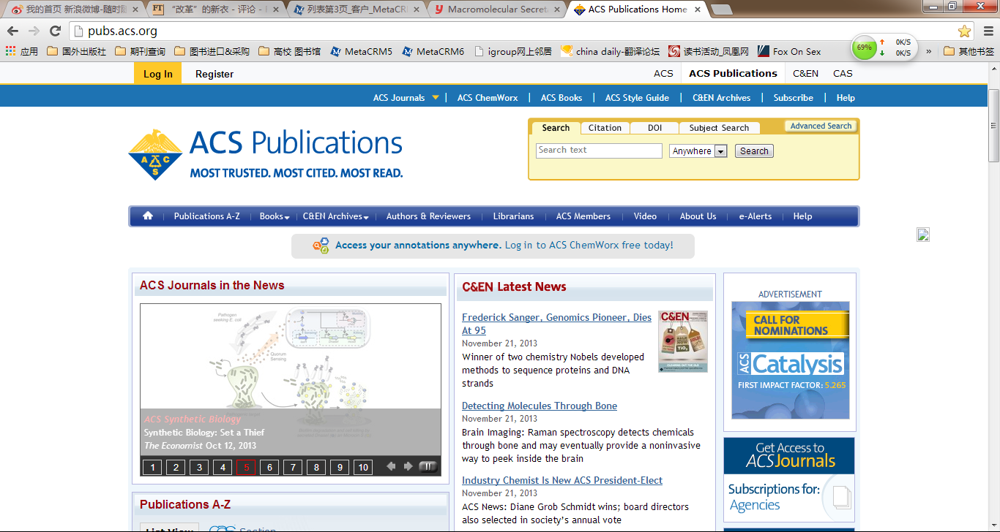 我的首页 新浪微博-随时随
FT “改革”的新衣 - 评论 -
列表第3页_客户_MetaCR
Macromolecular Secret
ACS Publications Home
pubs.acs.org
应用 国外出版社 期刊查询 图书进口&采购 高校 图书馆 MetaCRM5 MetaCRM6 igroup网上邻居 china daily-翻译论坛 读书活动_凤凰网 Fox On Sex » 其他书签
69% 0K/S
0K/S
Log In Register ACS ACS Publications C&EN CAS
ACS Journals ACS ChemWorx ACS Books ACS Style Guide C&EN Archives Subscribe Help
ACS Publications
MOST TRUSTED. MOST CITED. MOST READ.
A C S
S
Search Citation DOI Subject Search Advanced Search
Search text Anywhere Search
Publications A-Z Books C&EN Archives Authors & Reviewers Librarians ACS Members Video About Us e-Alerts Help
Access your annotations anywhere. Log in to ACS ChemWorx free today!
ACS Journals in the News
Pathogen
seeking E. coli
Quorum
Sensing
ACS Synthetic Biology
Synthetic Biology: Set a Thief
The Economist Oct 12, 2013
1 2 3 4 5 6 7 8 9 10
Publications A-Z
List View ACS Section
C&EN Latest News
Frederick Sanger, Genomics Pioneer, Dies
At 95
November 21, 2013
Winner of two chemistry Nobels developed
methods to sequence proteins and DNA
strands
C&EN
TiO2
Detecting Molecules Through Bone
November 21, 2013
Brain Imaging: Raman spectroscopy detects chemicals
through bone and may eventually provide a noninvasive
way to peek inside the brain
Industry Chemist Is New ACS President-Elect
November 21, 2013
ACS News: Diane Grob Schmidt wins; board directors
also selected in society's annual vote
ADVERTISEMENT
CALL FOR
NOMINATIONS
ACS Catalysis
FIRST IMPACT FACTOR: 5.265
Get Access to
ACSJournals
Subscriptions for:
Agencies